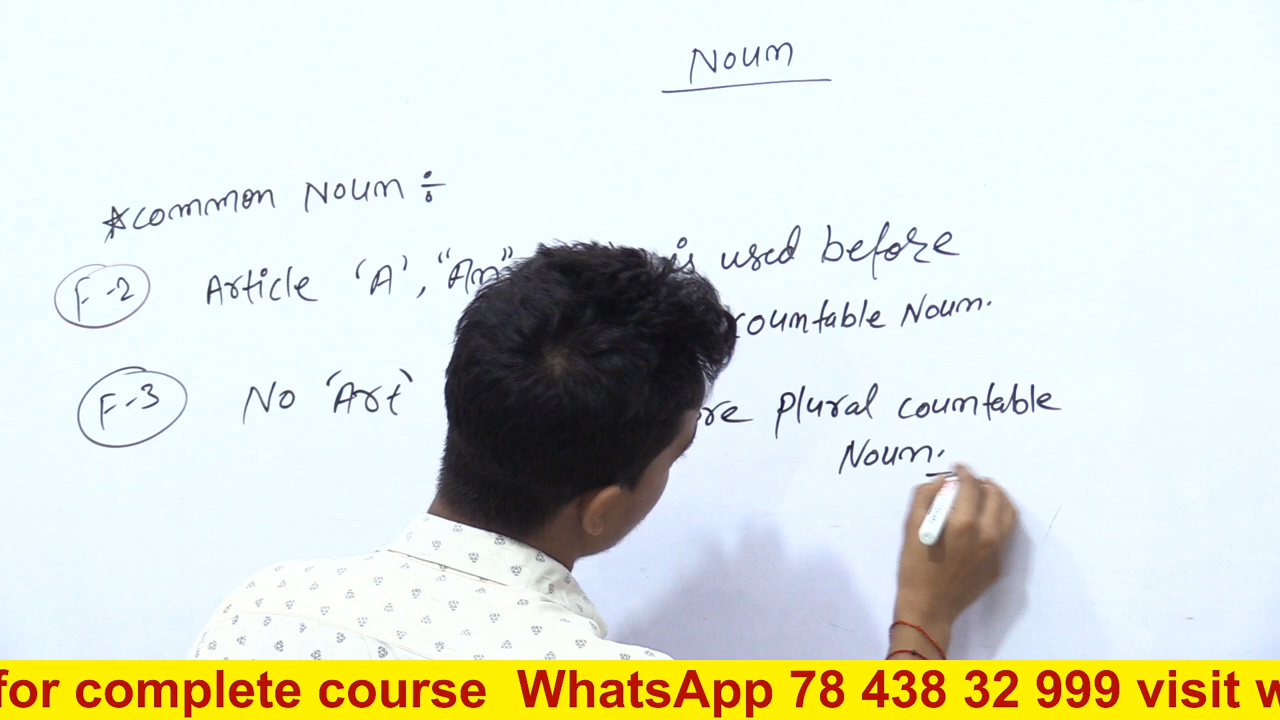 Noun
*common Noun ÷
F-2 Article 'A', "An" is used before
countable Noun.
F-3 No 'Art' plural countable
Noun.
for complete course WhatsApp 78 438 32 999 visit